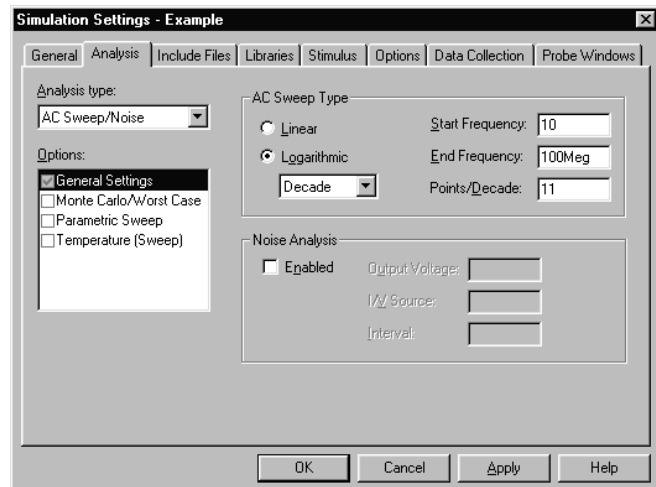 Simulation Settings - Example
General Analysis Include Files Libraries Stimulus Options Data Collection Probe Windows
Analysis type:
AC Sweep/Noise
Options:
General Settings
Monte Carlo/Worst Case
Parametric Sweep
Temperature (Sweep)
AC Sweep Type
Linear
Logarithmic
Decade
Start Frequency: 10
End Frequency: 100Meg
Points/Decade: 11
Noise Analysis
Enabled
Output Voltage:
I/V Source:
Interval:
OK Cancel Apply Help